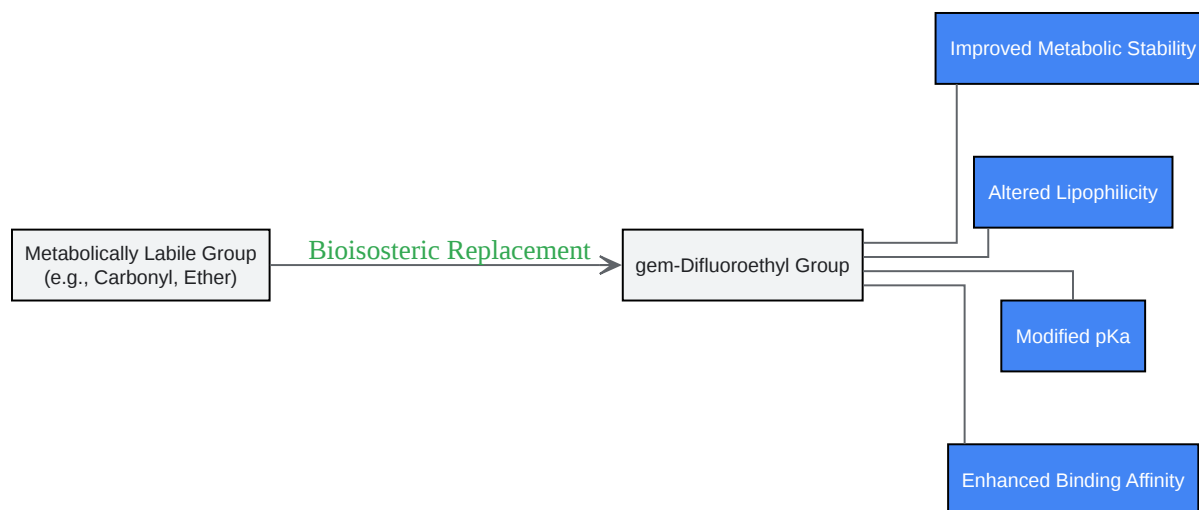 Improved Metabolic Stability
Altered Lipophilicity
Metabolically Labile Group
(e.g., Carbonyl, Ether)
Bioisosteric Replacement
gem-Difluoroethyl Group
Modified pKa
Enhanced Binding Affinity